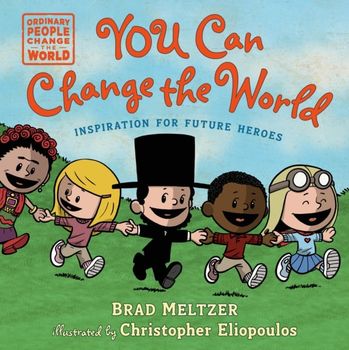 ORDINARY
PEOPLE
CHANGE THE
WORLD
YOU Can
Change the World
INSPIRATION FOR FUTURE HEROES
BRAD MELTZER
illustrated by Christopher Eliopoulos